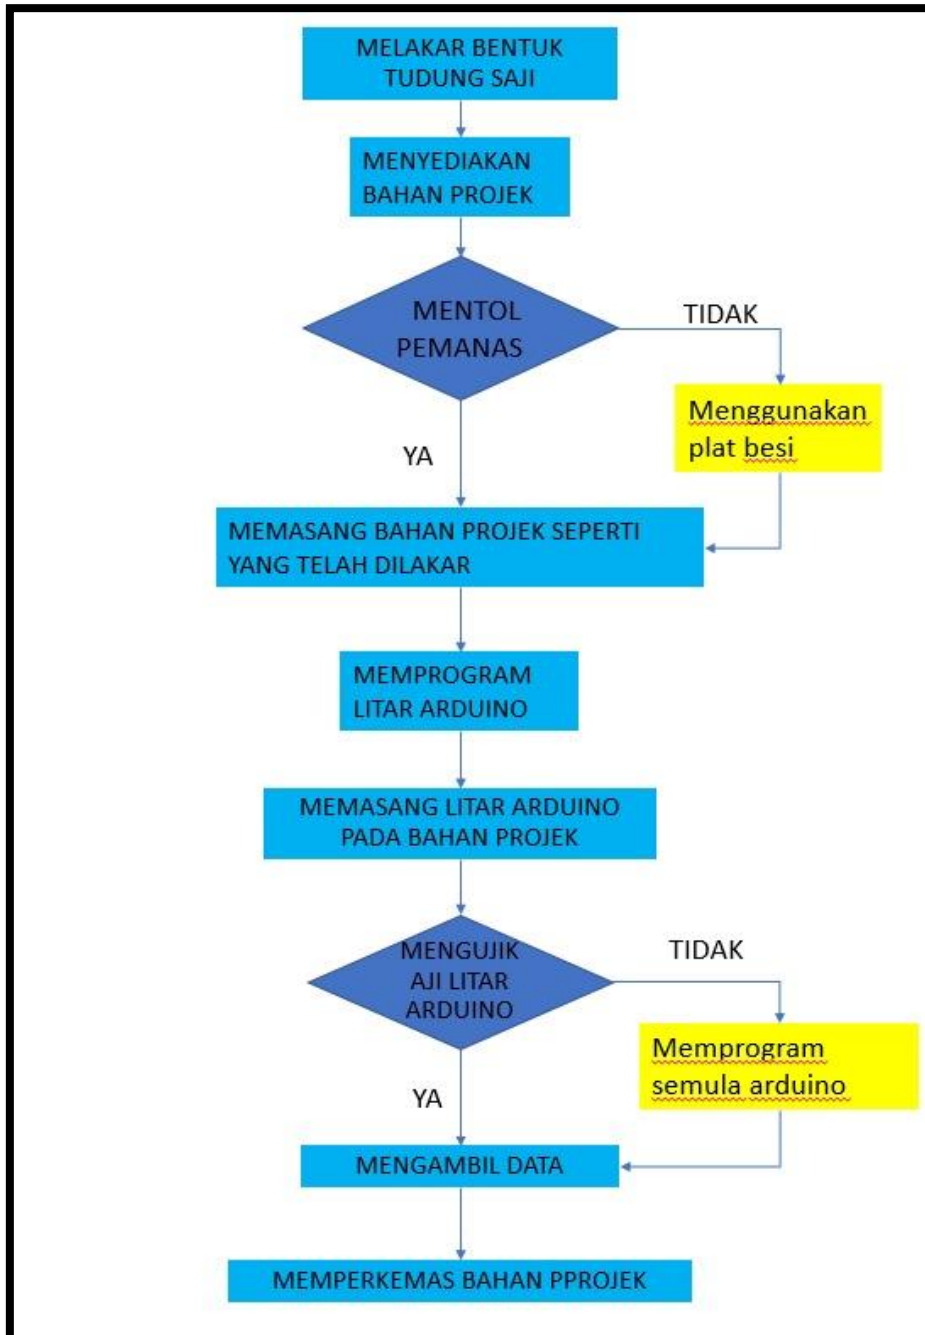 MELAKAR BENTUK
TUDUNG SAJI
MENYEDIAKAN
BAHAN PROJEK
MENTOL
PEMANAS
TIDAK
Menggunakan
plat besi
YA
MEMASANG BAHAN PROJEK SEPERTI
YANG TELAH DILAKAR
MEMPROGRAM
LITAR ARDUINO
MEMASANG LITAR ARDUINO
PADA BAHAN PROJEK
MENGUJIK
AJI LITAR
ARDUINO
TIDAK
Memprogram
semula arduino
YA
MENGAMBIL DATA
MEMPERKEMAS BAHAN PPROJEK